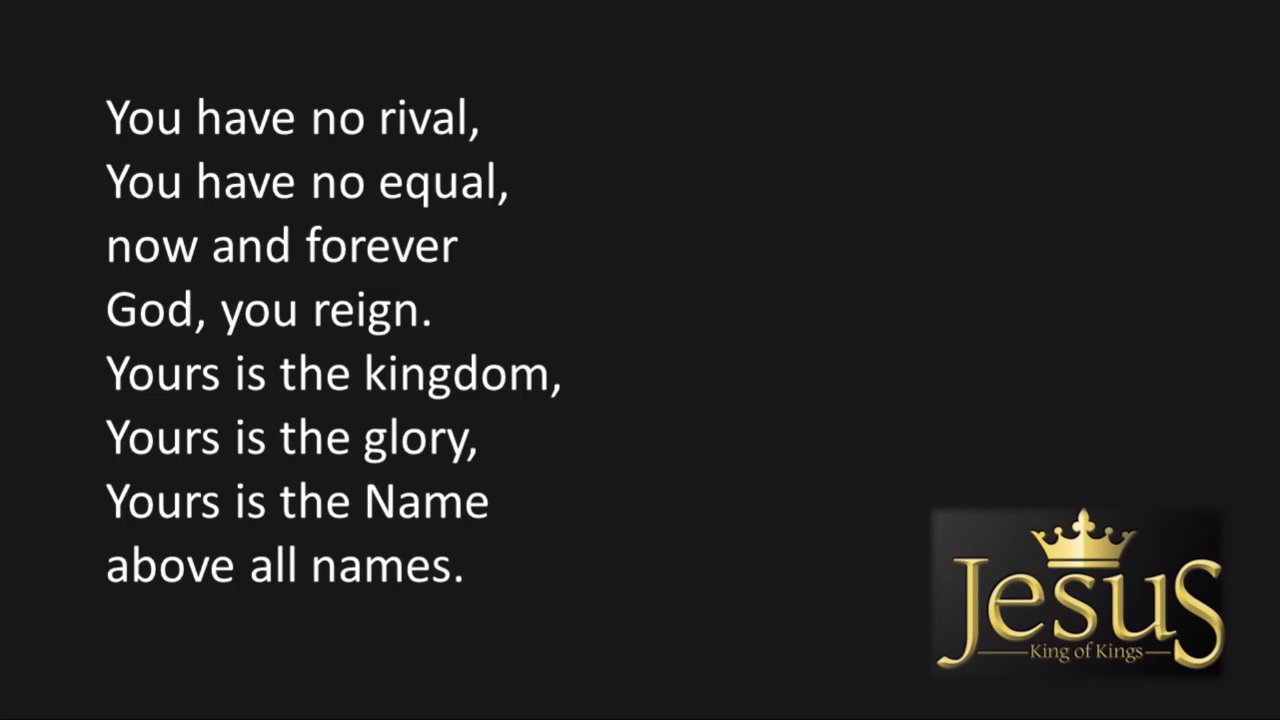 You have no rival,
You have no equal,
now and forever
God, you reign.
Yours is the kingdom,
Yours is the glory,
Yours is the Name
above all names.
Jesus
King of Kings